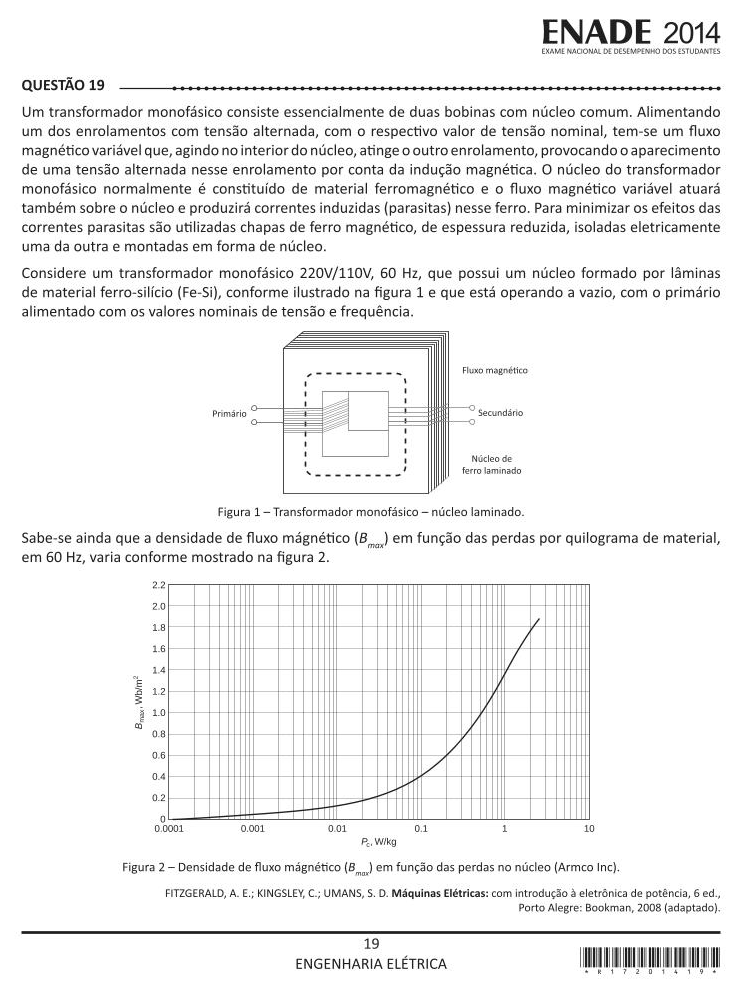 ENADE 2014
EXAME NACIONAL DE DESEMPENHO DOS ESTUDANTES
QUESTÃO 19
Um transformador monofásico consiste essencialmente de duas bobinas com núcleo comum. Alimentando
um dos enrolamentos com tensão alternada, com o respectivo valor de tensão nominal, tem-se um fluxo
magnético variável que, agindo no interior do núcleo, atinge o outro enrolamento, provocando o aparecimento
de uma tensão alternada nesse enrolamento por conta da indução magnética. O núcleo do transformador
monofásico normalmente é constituído de material ferromagnético e o fluxo magnético variável atuará
também sobre o núcleo e produzirá correntes induzidas (parasitas) nesse ferro. Para minimizar os efeitos das
correntes parasitas são utilizadas chapas de ferro magnético, de espessura reduzida, isoladas eletricamente
uma da outra e montadas em forma de núcleo.
Considere um transformador monofásico 220V/110V, 60 Hz, que possui um núcleo formado por lâminas
de material ferro-silício (Fe-Si), conforme ilustrado na figura 1 e que está operando a vazio, com o primário
alimentado com os valores nominais de tensão e frequência.
Fluxo magnético
Primário
Secundário
Núcleo de
ferro laminado
Figura 1 – Transformador monofásico – núcleo laminado.
Sabe-se ainda que a densidade de fluxo mágnético (Bmax) em função das perdas por quilograma de material,
em 60 Hz, varia conforme mostrado na figura 2.
2.2
2.0
1.8
1.6
1.4
1.2
1.0
0.8
0.6
0.4
0.2
0
Bmax, Wb/m²
0.0001 0.001 0.01 0.1 1 10
Pc, W/kg
Figura 2 – Densidade de fluxo mágnético (Bmax) em função das perdas no núcleo (Armco Inc).
FITZGERALD, A. E.; KINGSLEY, C.; UMANS, S. D. Máquinas Elétricas: com introdução à eletrônica de potência, 6 ed.,
Porto Alegre: Bookman, 2008 (adaptado).
19
ENGENHARIA ELÉTRICA
* R 1 7 2 0 1 4 1 9 *